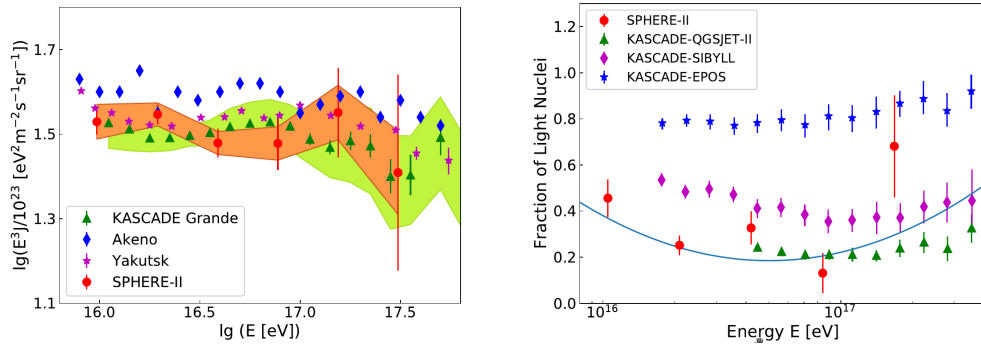 1.7
1.5
1.3
1.1
lg(E³J/10²³ [eV²m⁻²s⁻¹sr⁻¹])
KASCADE Grande
Akeno
Yakutsk
SPHERE-II
16.0 16.5 17.0 17.5
lg (E [eV])
1.2
1.0
0.8
0.6
0.4
0.2
0.0
Fraction of Light Nuclei
SPHERE-II
KASCADE-QGSJET-II
KASCADE-SIBYLL
KASCADE-EPOS
10¹⁶ 10¹⁷
Energy E [eV]